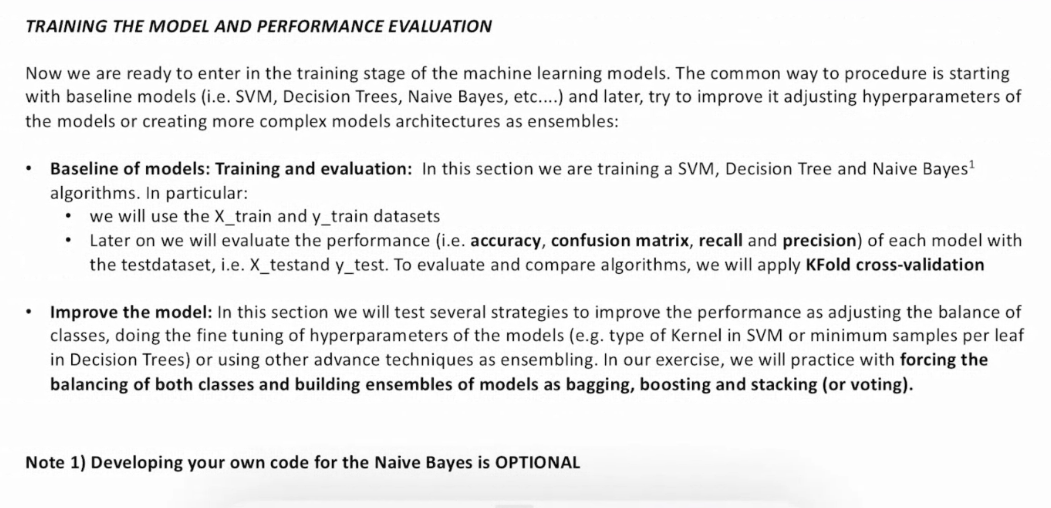 TRAINING THE MODEL AND PERFORMANCE EVALUATION
Now we are ready to enter in the training stage of the machine learning models. The common way to procedure is starting
with baseline models (i.e. SVM, Decision Trees, Naive Bayes, etc....) and later, try to improve it adjusting hyperparameters of
the models or creating more complex models architectures as ensembles:
• Baseline of models: Training and evaluation: In this section we are training a SVM, Decision Tree and Naive Bayes¹
algorithms. In particular:
• we will use the X_train and y_train datasets
• Later on we will evaluate the performance (i.e. accuracy, confusion matrix, recall and precision) of each model with
the testdataset, i.e. X_testand y_test. To evaluate and compare algorithms, we will apply KFold cross-validation
• Improve the model: In this section we will test several strategies to improve the performance as adjusting the balance of
classes, doing the fine tuning of hyperparameters of the models (e.g. type of Kernel in SVM or minimum samples per leaf
in Decision Trees) or using other advance techniques as ensembling. In our exercise, we will practice with forcing the
balancing of both classes and building ensembles of models as bagging, boosting and stacking (or voting).
Note 1) Developing your own code for the Naive Bayes is OPTIONAL